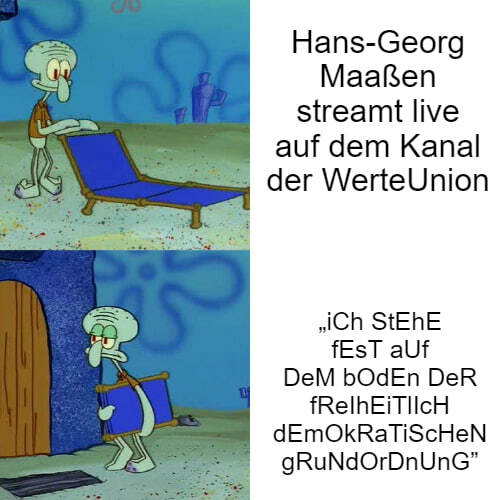 Hans-Georg
Maaßen
streamt live
auf dem Kanal
der WerteUnion
„iCh StEhE
fEsT aUf
DeM bOdEn DeR
fReIhEiTlIcH
dEmOkRaTiScHeN
gRuNdOrDnUnG”